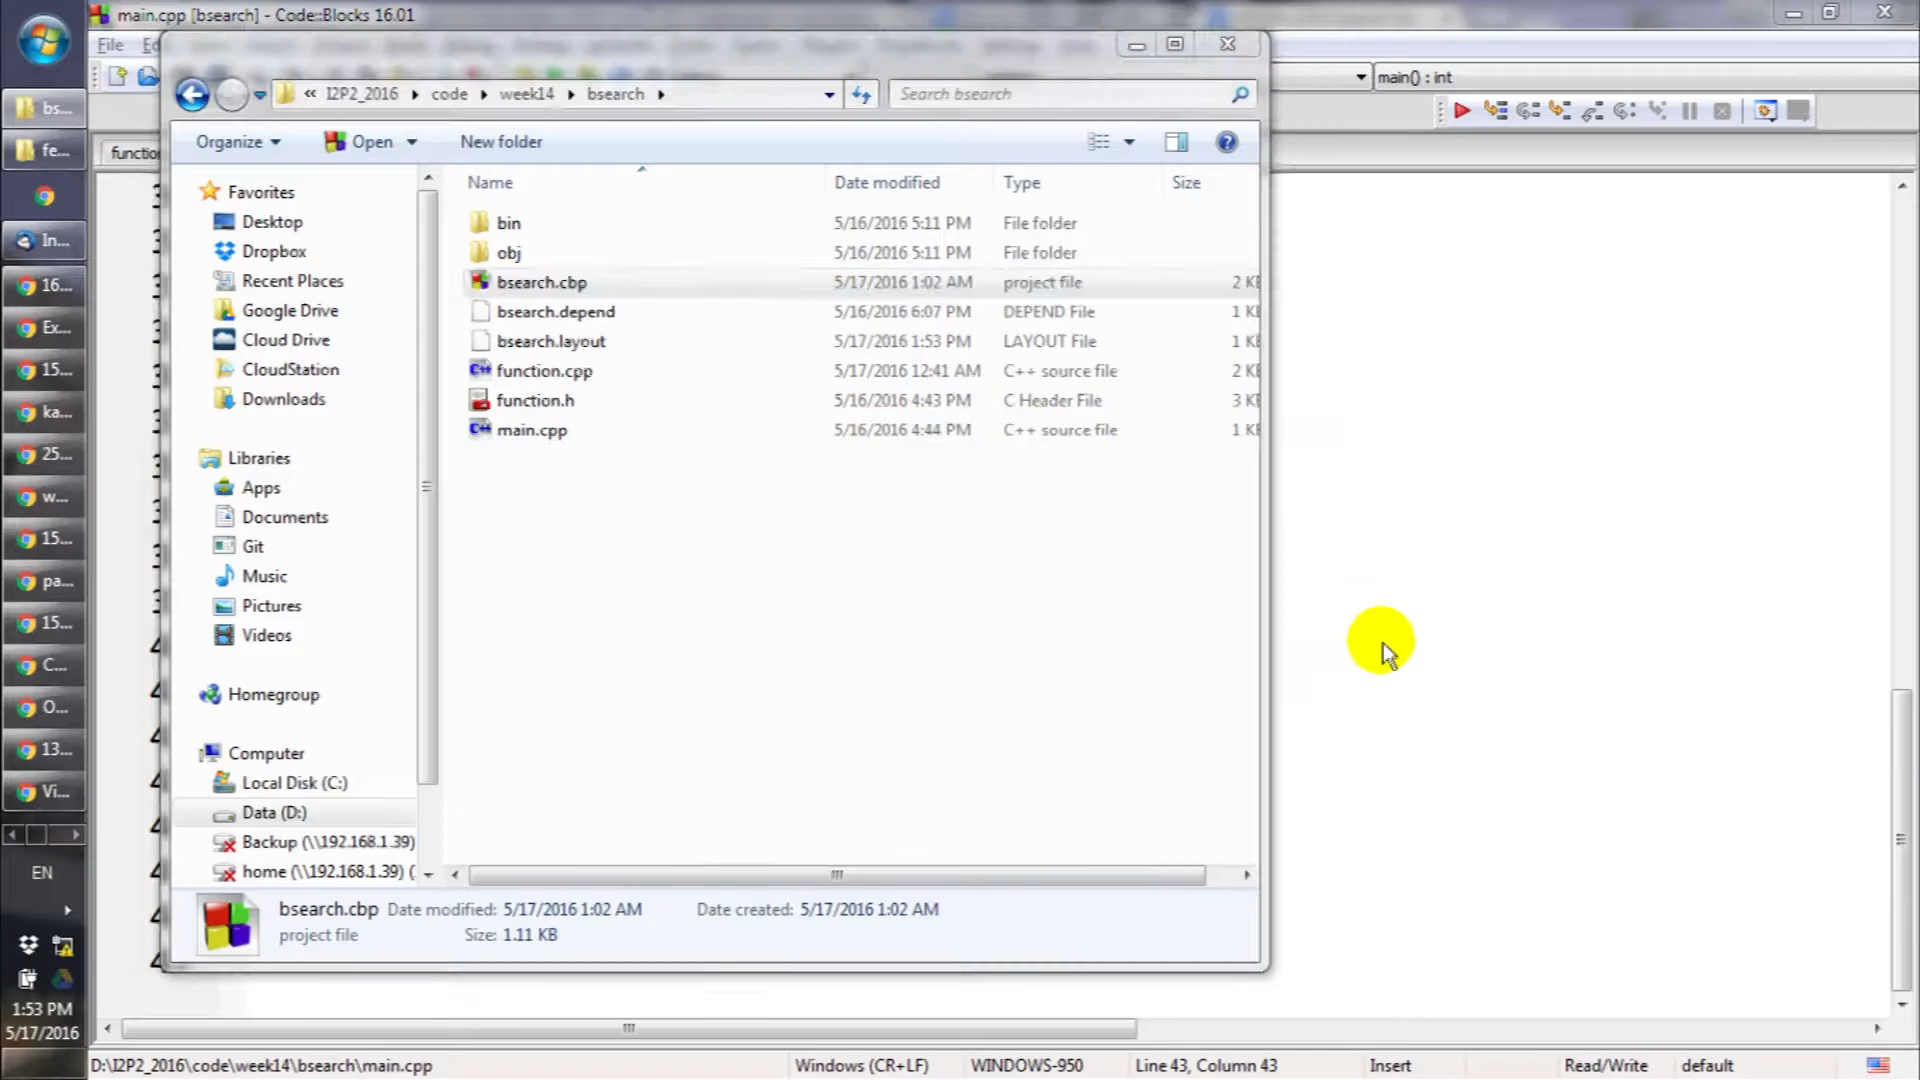 main.cpp [bsearch] - Code::Blocks 16.01
File
main() : int
« I2P2_2016 code week14 bsearch
Search bsearch
Organize Open New folder
functio
Name Date modified Type Size
bin 5/16/2016 5:11 PM File folder
obj 5/16/2016 5:11 PM File folder
bsearch.cbp 5/17/2016 1:02 AM project file 2 K
bsearch.depend 5/16/2016 6:07 PM DEPEND File 1 K
bsearch.layout 5/17/2016 1:53 PM LAYOUT File 1 K
function.cpp 5/17/2016 12:41 AM C++ source file 2 K
function.h 5/16/2016 4:43 PM C Header File 3 K
main.cpp 5/16/2016 4:44 PM C++ source file 1 K
Favorites
Desktop
Dropbox
Recent Places
Google Drive
Cloud Drive
CloudStation
Downloads
Libraries
Apps
Documents
Git
Music
Pictures
Videos
Homegroup
Computer
Local Disk (C:)
Data (D:)
Backup (\\192.168.1.39)
home (\\192.168.1.39) (
bsearch.cbp Date modified: 5/17/2016 1:02 AM Date created: 5/17/2016 1:02 AM
project file Size: 1.11 KB
bs...
fe...
In...
16...
Ex...
15...
ka...
25...
w...
15...
pa...
15...
C...
O...
13...
Vi...
EN
1:53 PM
5/17/2016
D:\I2P2_2016\code\week14\bsearch\main.cpp Windows (CR+LF) WINDOWS-950 Line 43, Column 43 Insert Read/Write default